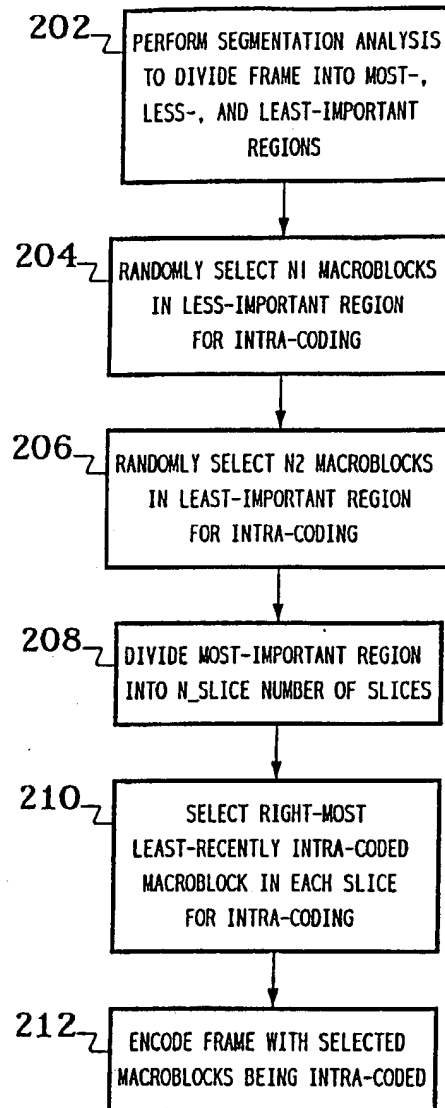 202
PERFORM SEGMENTATION ANALYSIS
TO DIVIDE FRAME INTO MOST-,
LESS-, AND LEAST-IMPORTANT
REGIONS
204
RANDOMLY SELECT N1 MACROBLOCKS
IN LESS-IMPORTANT REGION
FOR INTRA-CODING
206
RANDOMLY SELECT N2 MACROBLOCKS
IN LEAST-IMPORTANT REGION
FOR INTRA-CODING
208
DIVIDE MOST-IMPORTANT REGION
INTO N_SLICE NUMBER OF SLICES
210
SELECT RIGHT-MOST
LEAST-RECENTLY INTRA-CODED
MACROBLOCK IN EACH SLICE
FOR INTRA-CODING
212
ENCODE FRAME WITH SELECTED
MACROBLOCKS BEING INTRA-CODED